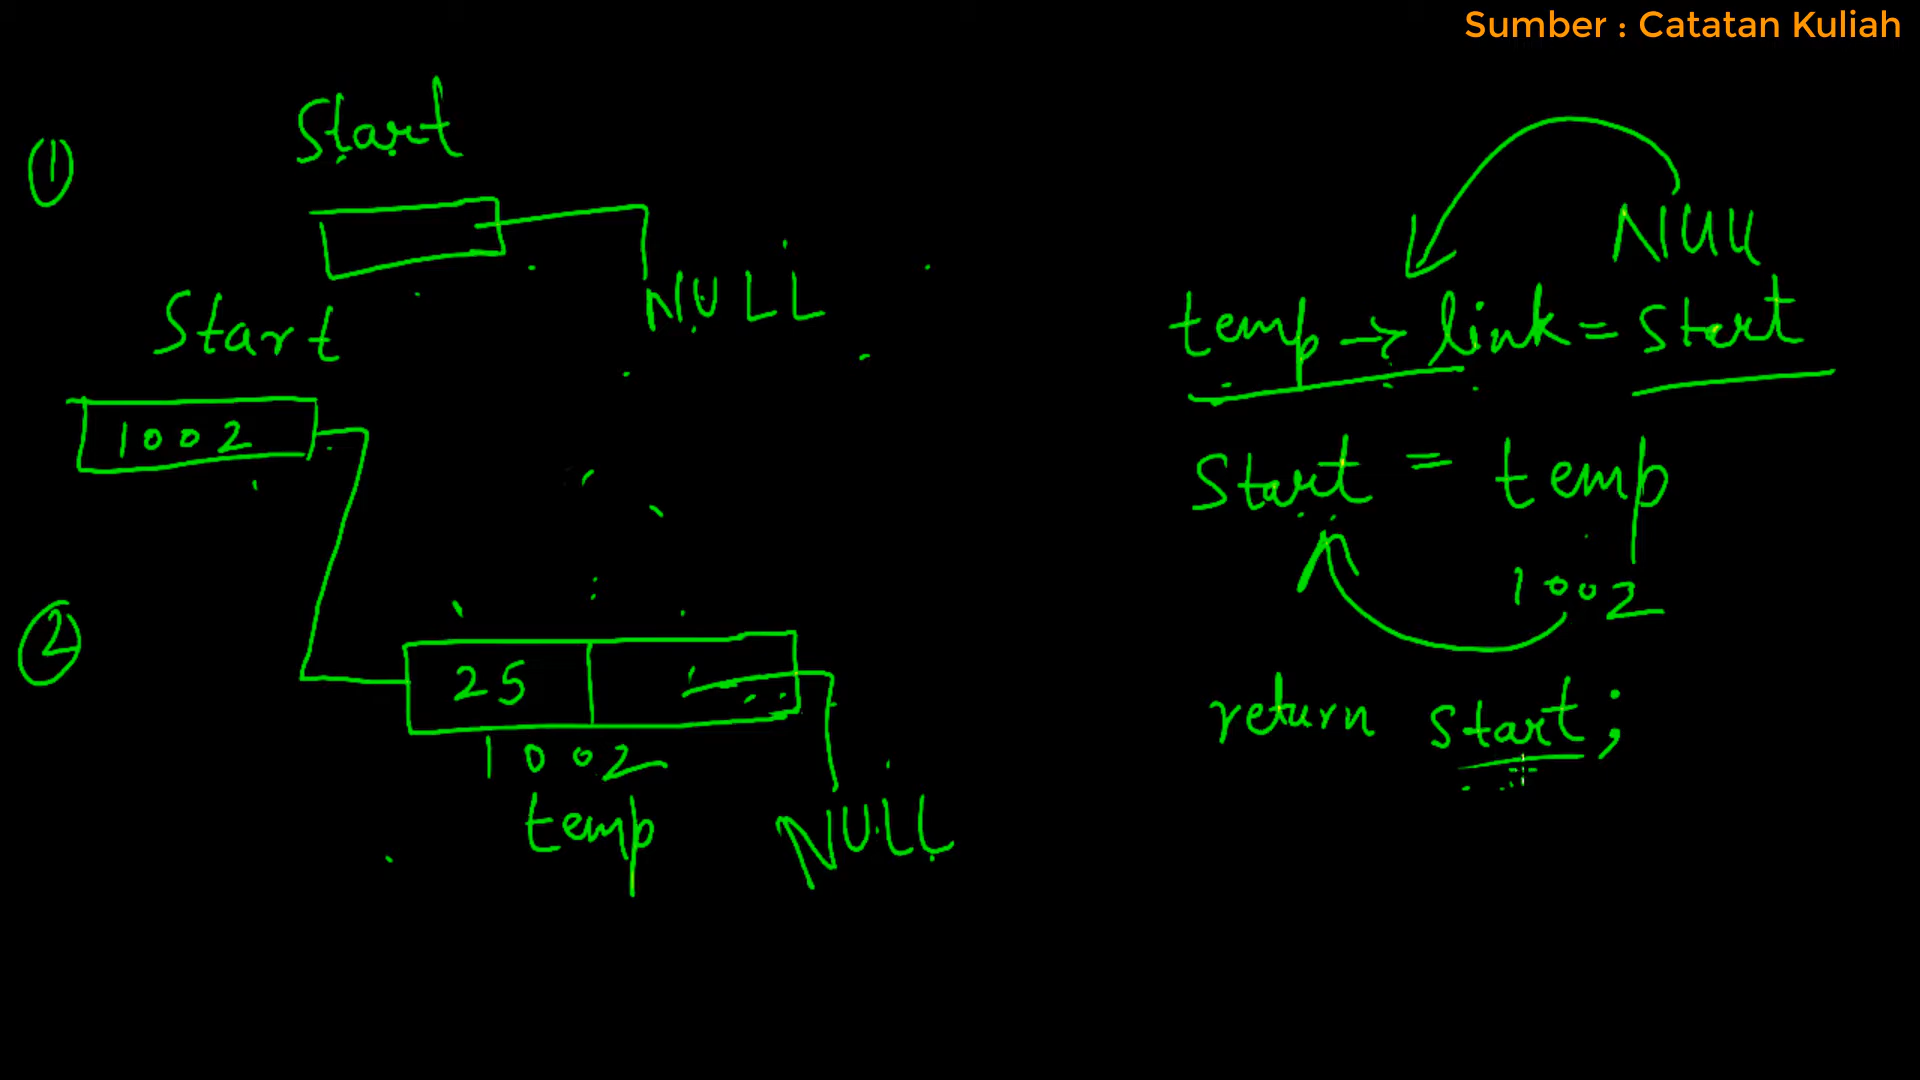 Sumber : Catatan Kuliah
①
Start
NULL
Start
1002
②
25
1002
temp
NULL
NULL
temp → link = Start
Start = temp
1002
return start;